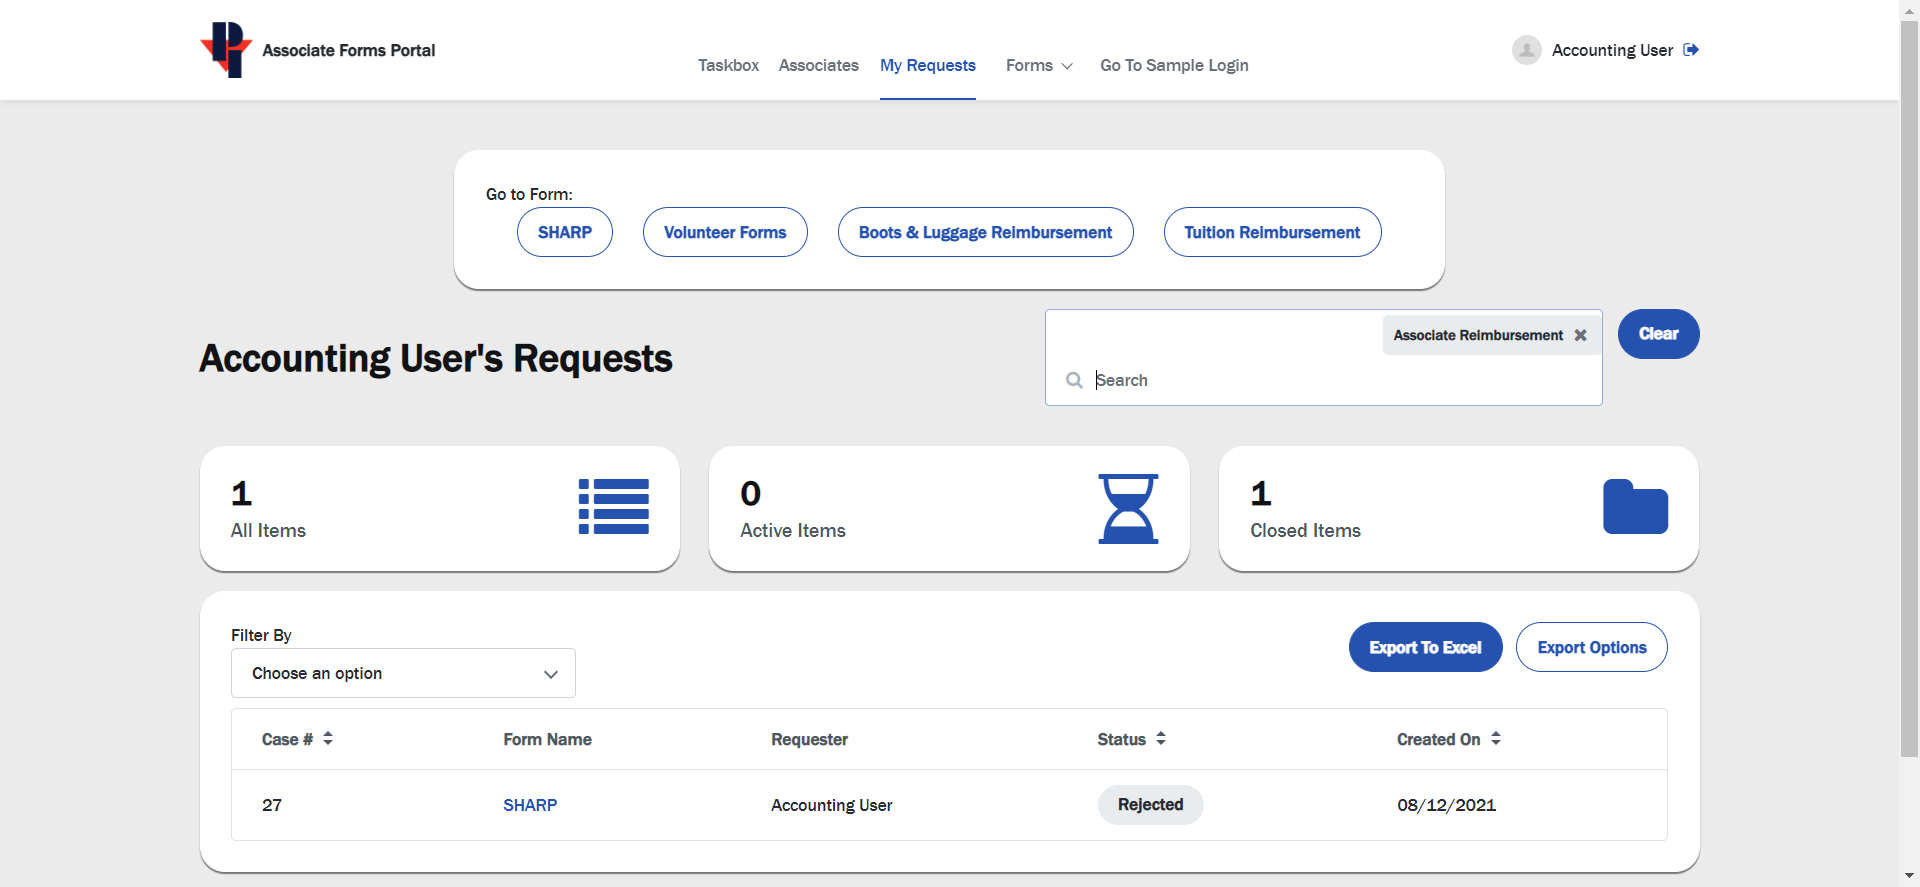 Associate Forms Portal
Taskbox Associates My Requests Forms Go To Sample Login
Accounting User
Go to Form:
SHARP Volunteer Forms Boots & Luggage Reimbursement Tuition Reimbursement
Accounting User's Requests
Associate Reimbursement
Search
Clear
1
All Items
0
Active Items
1
Closed Items
Filter By
Choose an option
Export To Excel Export Options
Case # Form Name Requester Status Created On
27 SHARP Accounting User Rejected 08/12/2021